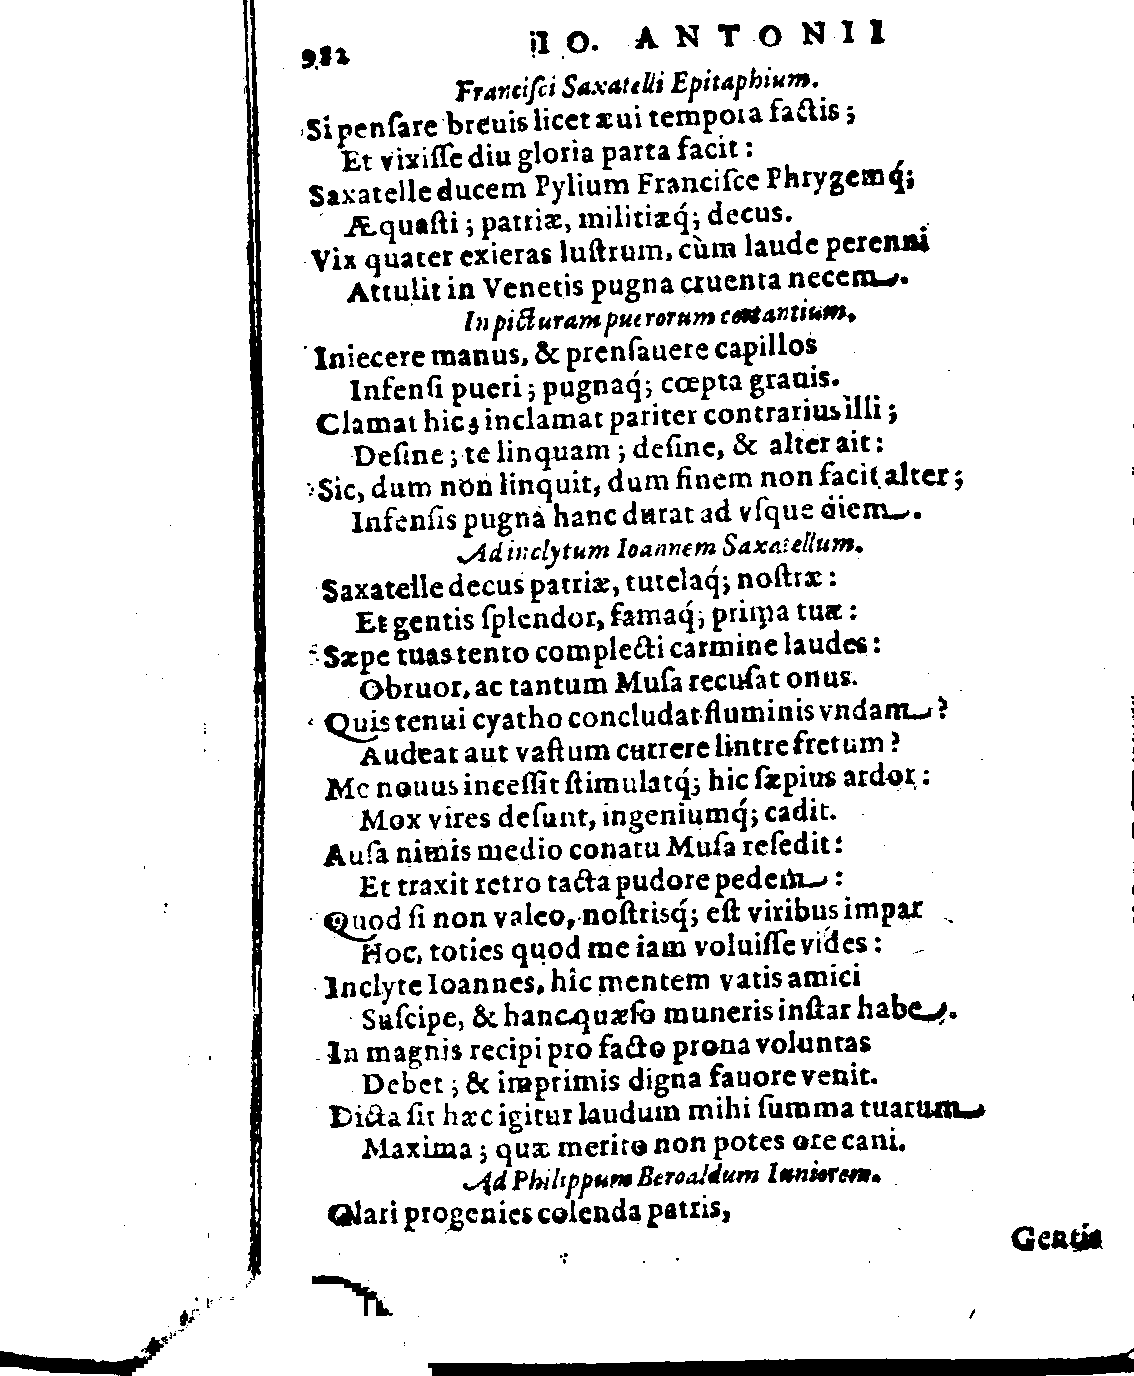 982 IO. ANTONII
Franciſci Saxatelli Epitaphium.
Si penſare breuis licet æui tempora factis;
Et vixiſſe diu gloria parta facit:
Saxatelle ducem Pylium Franciſce Phrygemq́;
Æquaſti; patriæ, militiæq́; decus.
Vix quater exieras luſtrum, cùm laude perenni
Attulit in Venetis pugna cruenta necem.
In picturam puerorum certantium.
Iniecere manus, & prenſauere capillos
Infenſi pueri; pugnaq́; cœpta grauis.
Clamat hic; inclamat pariter contrarius illi;
Deſine; te linquam; deſine, & alter ait:
Sic, dum non linquit, dum finem non facit alter;
Infenſis pugna hanc durat ad vſque diem.
Ad inclytum Ioannem Saxatellum.
Saxatelle decus patriæ, tutelaq́; noſtræ:
Et gentis ſplendor, famaq́; prima tuæ:
Sæpe tuas tento complecti carmine laudes:
Obruor, ac tantum Muſa recuſat onus.
Quis tenui cyatho concludat fluminis vndam?
Audeat aut vaſtum currere lintre fretum?
Me nouus inceſſit ſtimulatq́; hic ſæpius ardor:
Mox vires deſunt, ingeniumq́; cadit.
Auſa nimis medio conatu Muſa reſedit:
Et traxit retro tacta pudore pedem:
Quod ſi non valeo, noſtrisq́; eſt viribus impar
Hoc, toties quod me iam voluiſſe vides:
Inclyte Ioannes, hîc mentem vatis amici
Suſcipe, & hanc quæſo muneris inſtar habe.
In magnis recipi pro facto prona voluntas
Debet; & imprimis digna fauore venit.
Dicta ſit hæc igitur laudum mihi ſumma tuarum
Maxima; quæ merito non potes ore cani.
Ad Philippum Beroaldum Iuniorem.
Clari progenies colenda patris,
Gentis